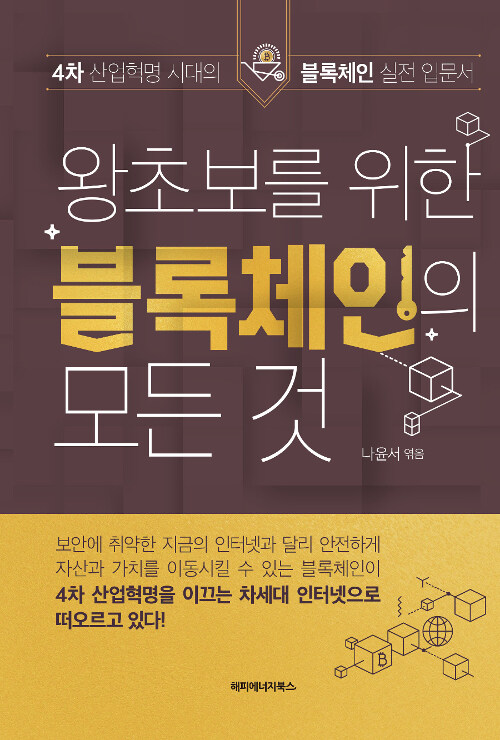 4차 산업혁명 시대의 블록체인 실전 입문서
왕초보를 위한
블록체인의
모든 것
나윤서 엮음
보안에 취약한 지금의 인터넷과 달리 안전하게
자산과 가치를 이동시킬 수 있는 블록체인이
4차 산업혁명을 이끄는 차세대 인터넷으로
떠오르고 있다!
해피에너지북스